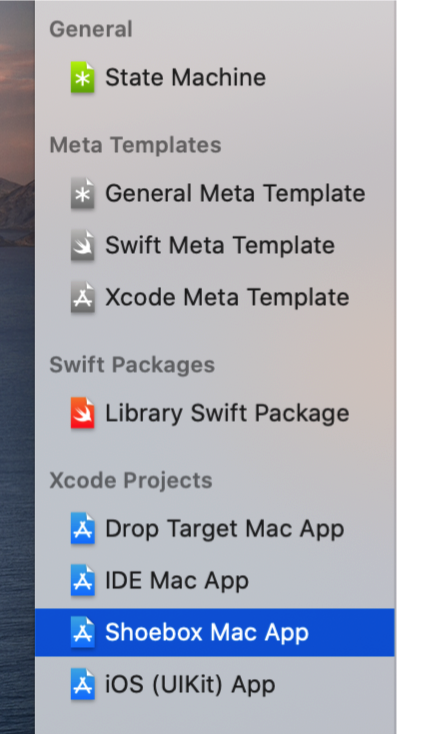 General
State Machine
Meta Templates
General Meta Template
Swift Meta Template
Xcode Meta Template
Swift Packages
Library Swift Package
Xcode Projects
Drop Target Mac App
IDE Mac App
Shoebox Mac App
iOS (UIKit) App